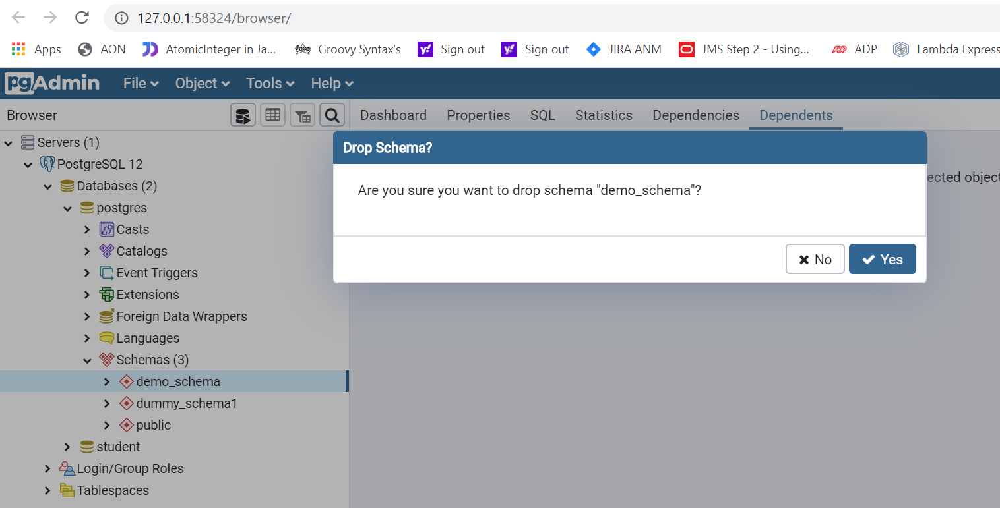 127.0.0.1:58324/browser/
Apps AON AtomicInteger in Ja... Groovy Syntax's Sign out Sign out JIRA ANM JMS Step 2 - Using... ADP Lambda Express
pgAdmin File Object Tools Help
Browser Dashboard Properties SQL Statistics Dependencies Dependents
Servers (1)
PostgreSQL 12
Databases (2)
postgres
Casts
Catalogs
Event Triggers
Extensions
Foreign Data Wrappers
Languages
Schemas (3)
demo_schema
dummy_schema1
public
student
Login/Group Roles
Tablespaces
Drop Schema?
ected object
Are you sure you want to drop schema "demo_schema"?
No Yes